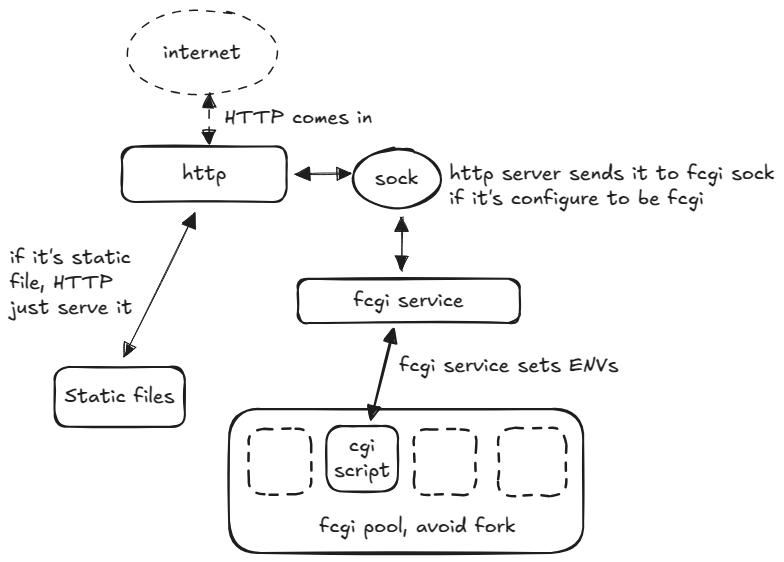 internet
HTTP comes in
http
sock
http server sends it to fcgi sock
if it's configure to be fcgi
if it's static
file, HTTP
just serve it
fcgi service
fcgi service sets ENVs
Static files
cgi
script
fcgi pool, avoid fork